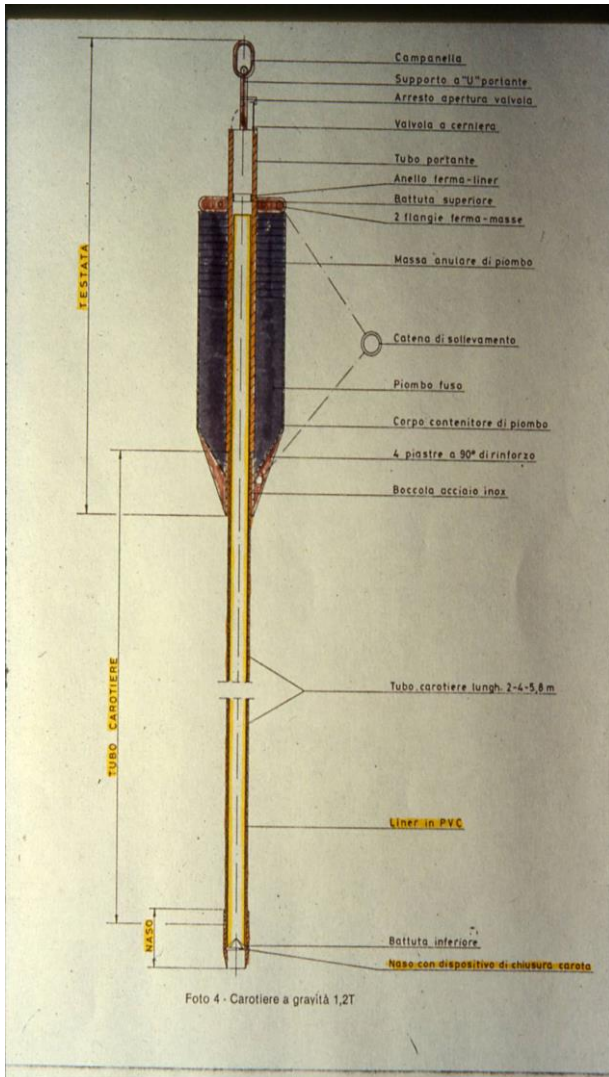 Campanella
Supporto a "U" portante
Arresto apertura valvola
Valvola a cerniera
Tubo portante
Anello ferma-liner
Battuta superiore
2 flangie ferma-masse
Massa anulare di piombo
Catena di sollevamento
Piombo fuso
Corpo contenitore di piombo
4 piastre a 90° di rinforzo
Boccola acciaio inox
Tubo carotiere lungh. 2-4-5,8 m
Liner in PVC
Battuta inferiore
Naso con dispositivo di chiusura carota
TESTATA
TUBO CAROTIERE
NASO
Foto 4 - Carotiere a gravità 1,2T